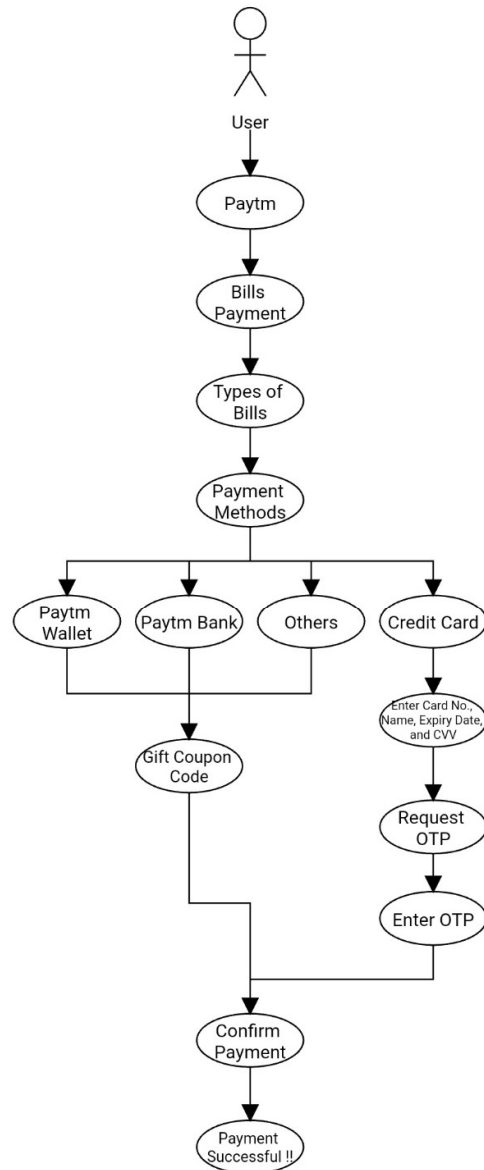 User
Paytm
Bills
Payment
Types of
Bills
Payment
Methods
Paytm
Wallet
Paytm Bank
Others
Credit Card
Enter Card No.,
Name, Expiry Date,
and CVV
Gift Coupon
Code
Request
OTP
Enter OTP
Confirm
Payment
Payment
Successful !!